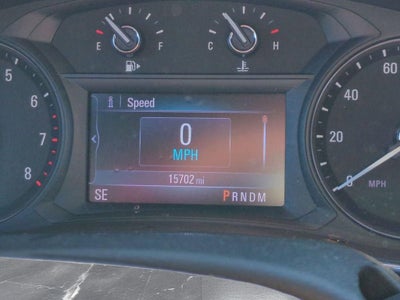 E F C H
Speed
0
MPH
15702 mi
SE PRNDM
5
6
7
8
60
40
20
0
MPH